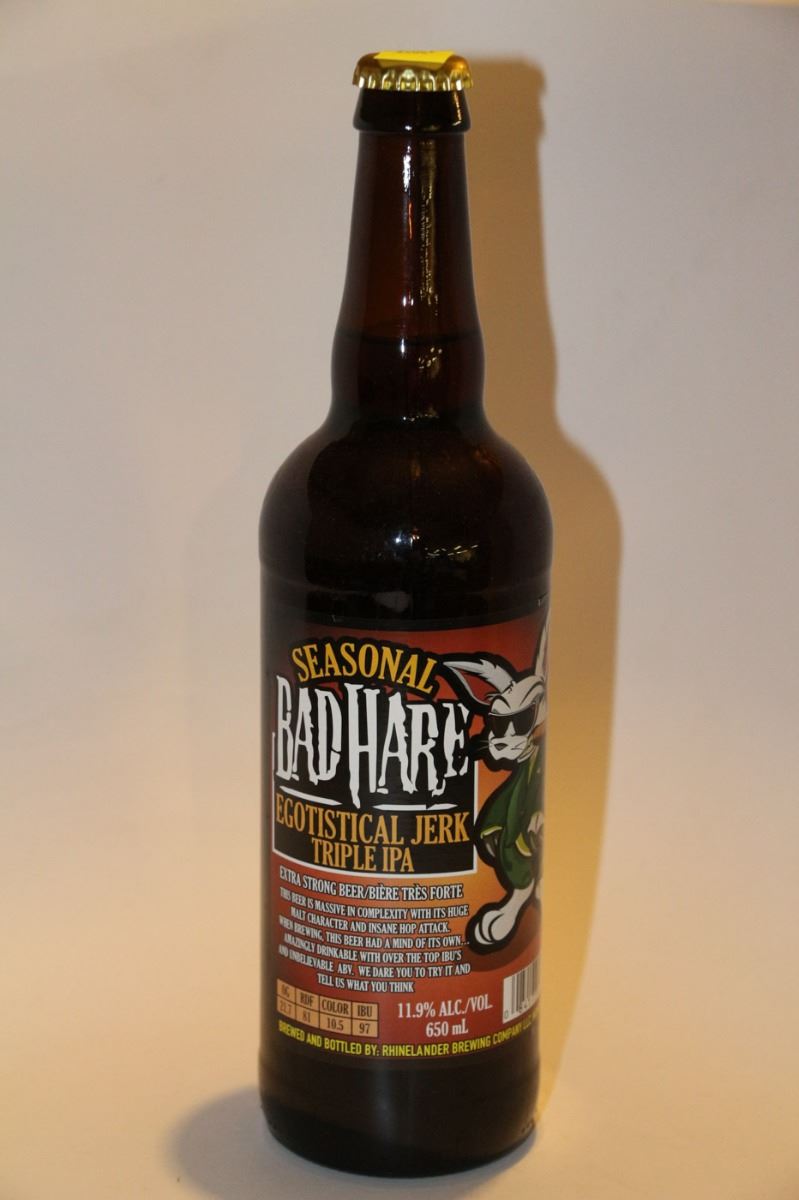 SEASONAL
BAD HARE
EGOTISTICAL JERK
TRIPLE IPA
EXTRA STRONG BEER/BIÈRE TRÈS FORTE
THIS BEER IS MASSIVE IN COMPLEXITY WITH ITS HUGE
MALT CHARACTER AND INSANE HOP ATTACK.
WHEN BREWING, THIS BEER HAD A MIND OF ITS OWN...
AMAZINGLY DRINKABLE WITH OVER THE TOP IBU'S
AND UNBELIEVABLE ABV. WE DARE YOU TO TRY IT AND
TELL US WHAT YOU THINK
OG RDF COLOR IBU
21.7 81 10.5 97
11.9% ALC./VOL.
650 mL
BREWED AND BOTTLED BY: RHINELANDER BREWING COMPANY LLC